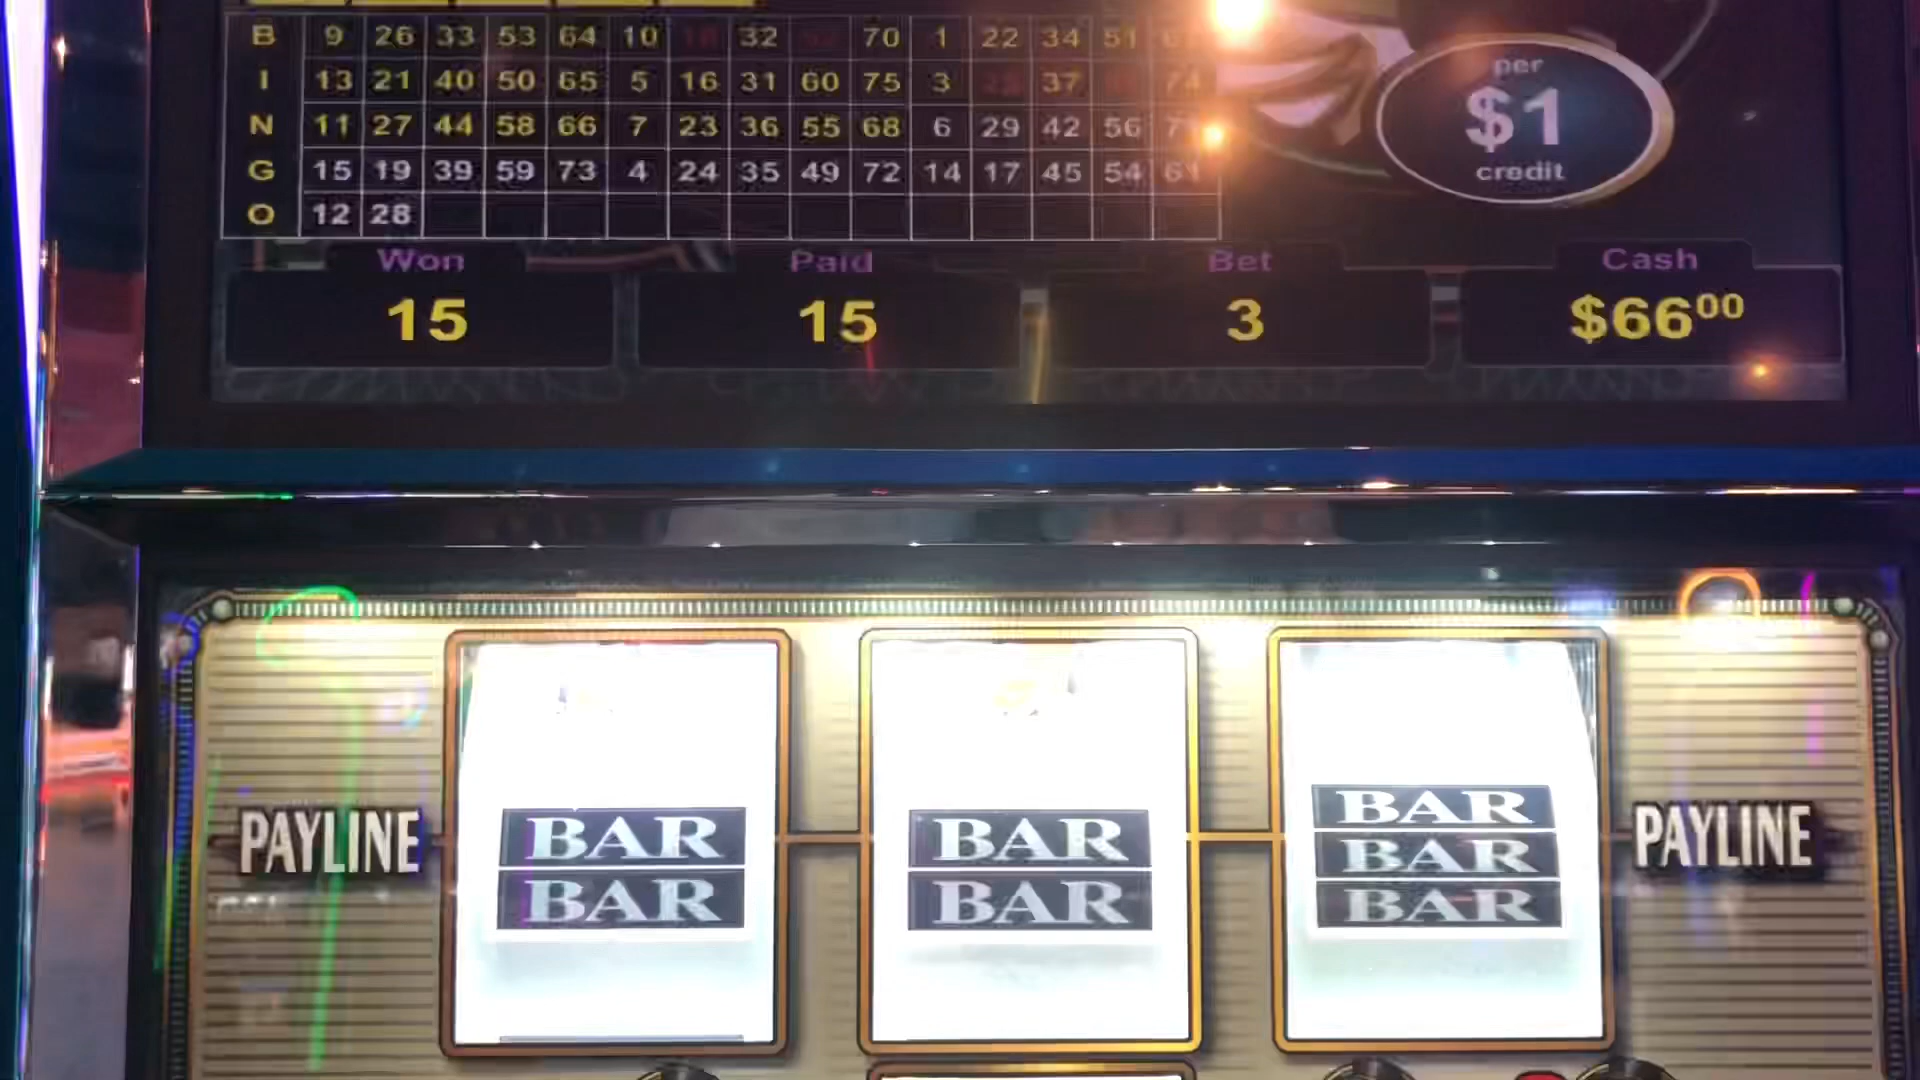 B 9 26 33 53 64 10 32 70 1 22 34 51
I 13 21 40 50 65 5 16 31 60 75 3 37 74
N 11 27 44 58 66 7 23 36 55 68 6 29 42 56
G 15 19 39 59 73 4 24 35 49 72 14 17 45 54 61
O 12 28
per
$1
credit
Won Paid Bet Cash
15 15 3 $66⁰⁰
PAYLINE BAR BAR BAR PAYLINE
BAR BAR BAR
BAR